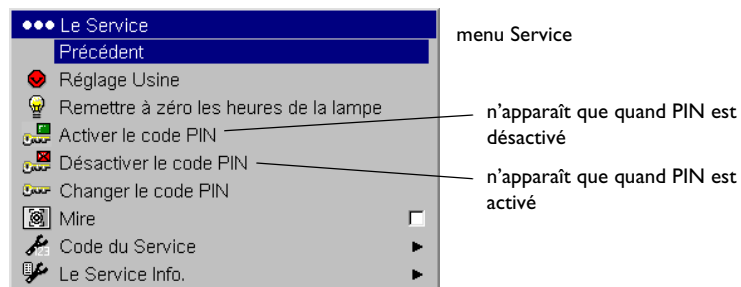 ●●● Le Service
menu Service
Précédent
Réglage Usine
Remettre à zéro les heures de la lampe
n'apparaît que quand PIN est
désactivé
Activer le code PIN
Désactiver le code PIN
n'apparaît que quand PIN est
activé
Changer le code PIN
Mire
Code du Service
123
Le Service Info.